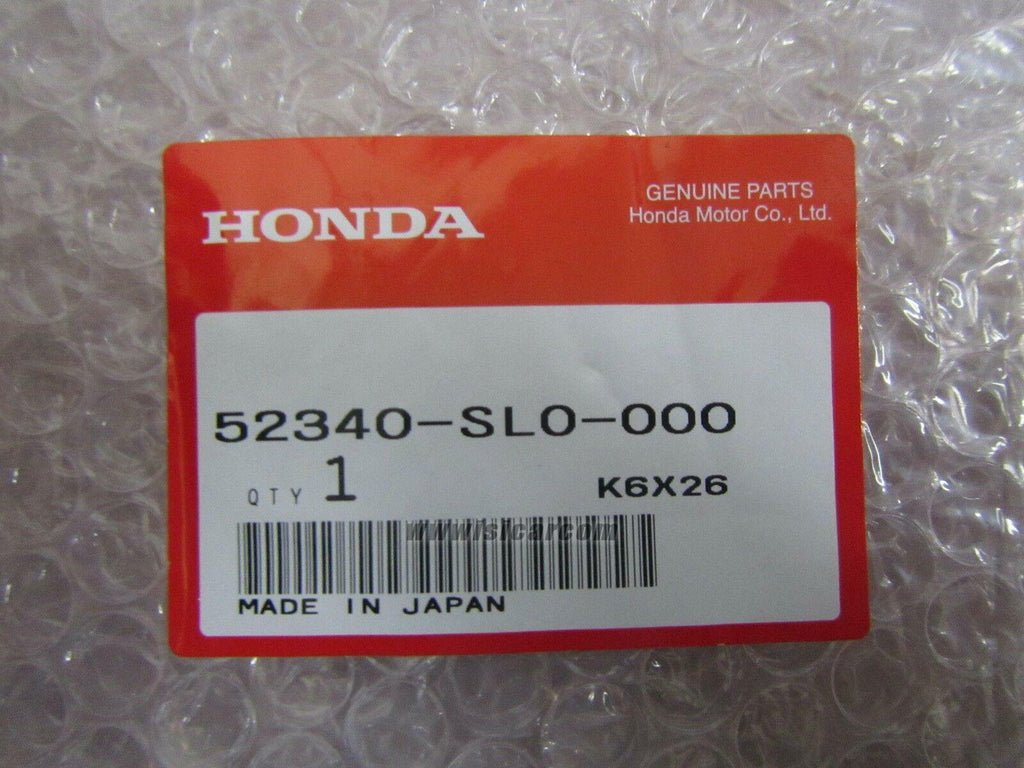 HONDA
GENUINE PARTS
Honda Motor Co., Ltd.
52340-SL0-000
QTY 1
K6X26
MADE IN JAPAN